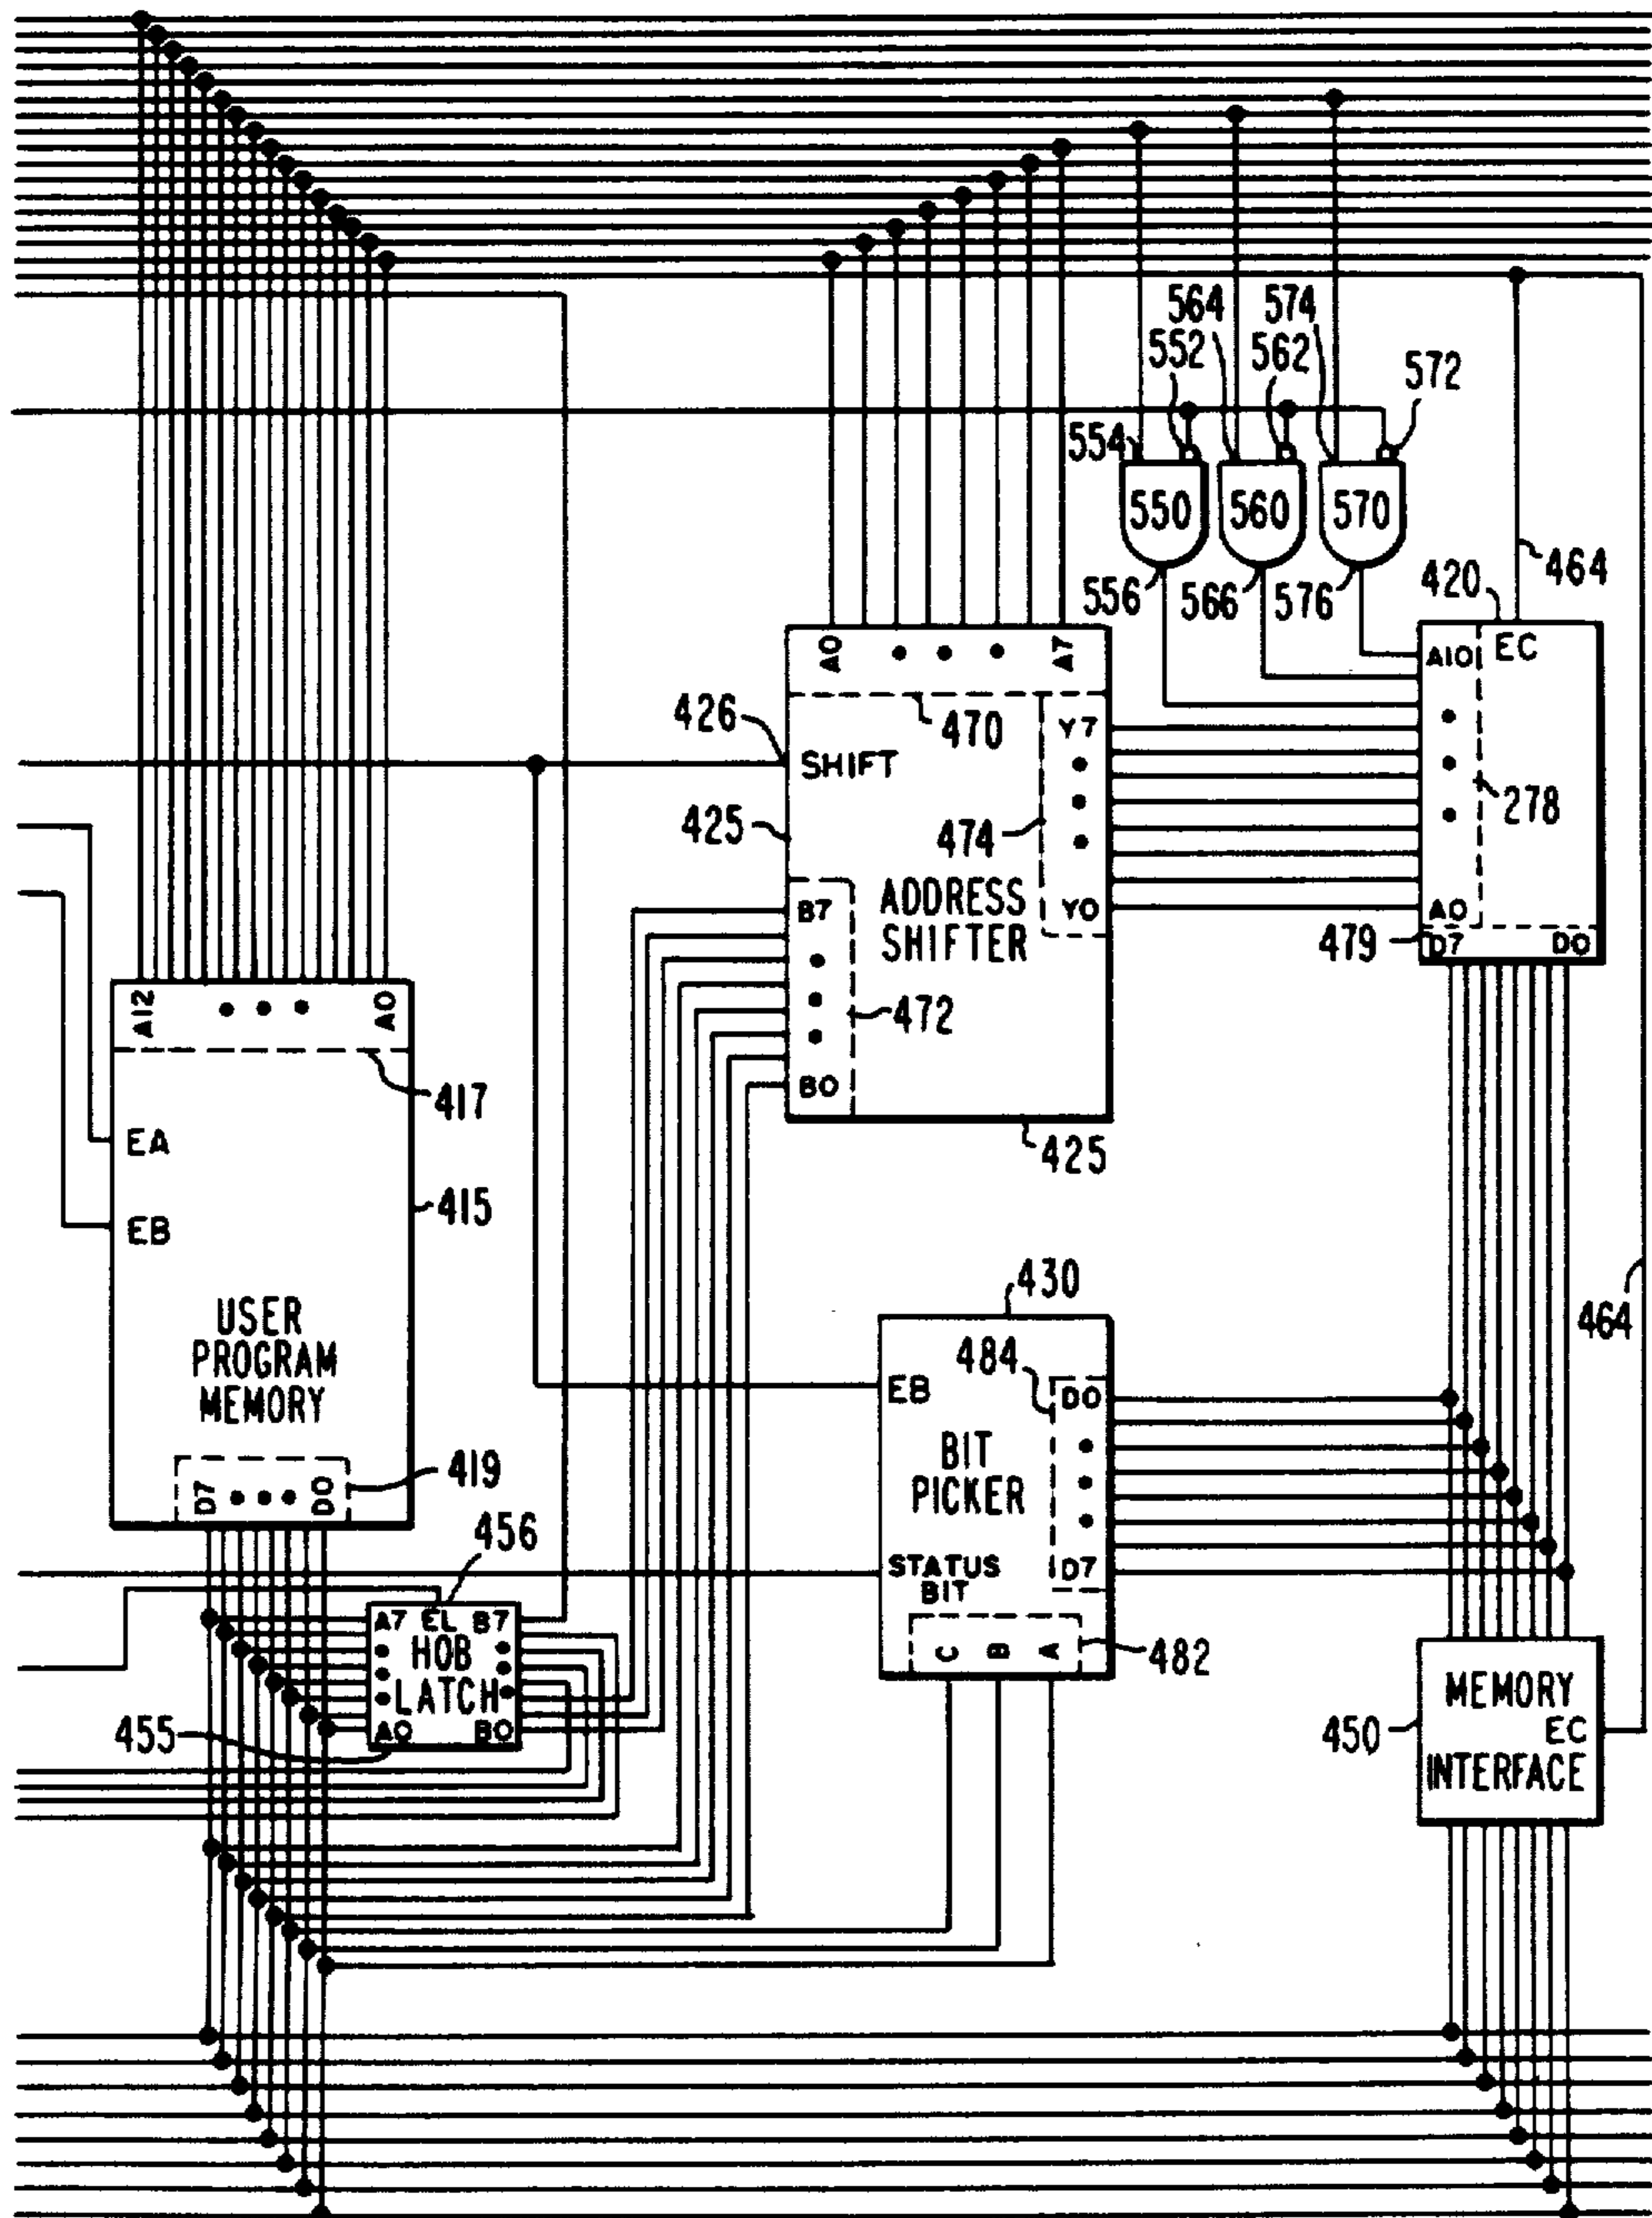 564
574
552
562
572
554
550
560
570
464
420
556
566
576
A0
A7
A10
EC
426
470
Y7
SHIFT
278
425
474
ADDRESS
SHIFTER
B7
Y0
A0
479
D7
D0
472
A12
A0
B0
417
425
EA
415
EB
430
464
USER
PROGRAM
MEMORY
484
EB
D0
BIT
PICKER
419
D7
D0
456
STATUS
BIT
D7
A7
EL
B7
HOB
LATCH
A0
B0
C
B
A
482
455
MEMORY
450
EC
INTERFACE